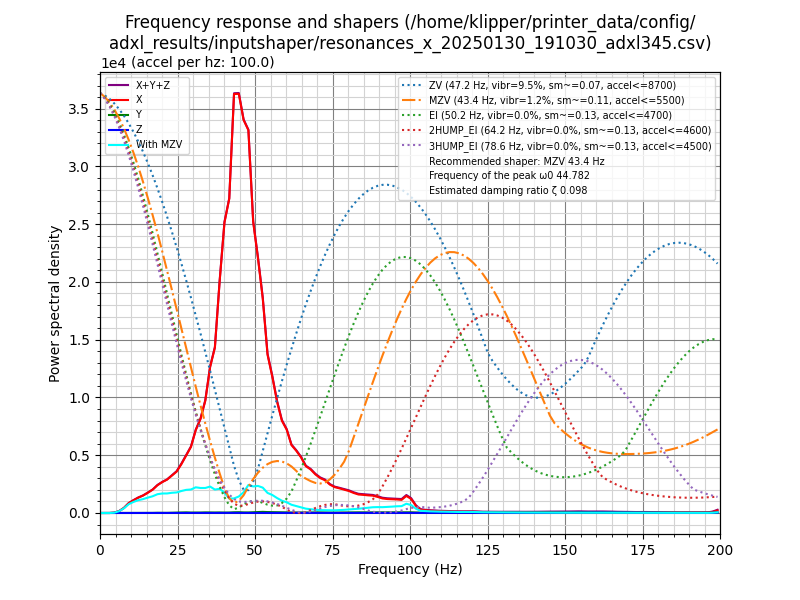 Frequency response and shapers (/home/klipper/printer_data/config/
adxl_results/inputshaper/resonances_x_20250130_191030_adxl345.csv)
1e4 (accel per hz: 100.0)
X+Y+Z
X
Y
Z
With MZV
ZV (47.2 Hz, vibr=9.5%, sm~=0.07, accel<=8700)
MZV (43.4 Hz, vibr=1.2%, sm~=0.11, accel<=5500)
EI (50.2 Hz, vibr=0.0%, sm~=0.13, accel<=4700)
2HUMP_EI (64.2 Hz, vibr=0.0%, sm~=0.13, accel<=4600)
3HUMP_EI (78.6 Hz, vibr=0.0%, sm~=0.13, accel<=4500)
Recommended shaper: MZV 43.4 Hz
Frequency of the peak ω0 44.782
Estimated damping ratio ζ 0.098
Power spectral density
3.5
3.0
2.5
2.0
1.5
1.0
0.5
0.0
0 25 50 75 100 125 150 175 200
Frequency (Hz)